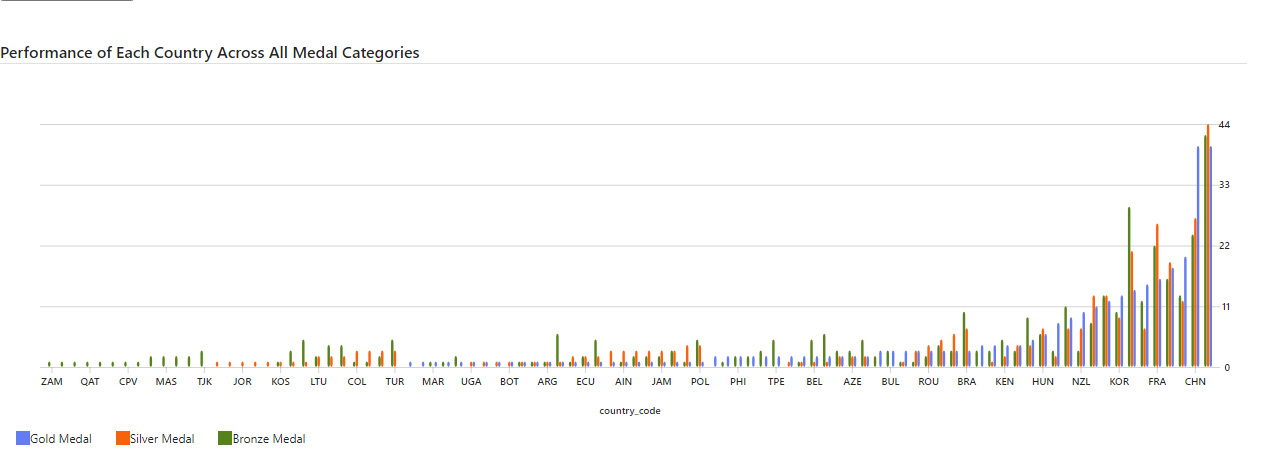 Performance of Each Country Across All Medal Categories
44
33
22
11
0
ZAM QAT CPV MAS TJK JOR KOS LTU COL TUR MAR UGA BOT ARG ECU AIN JAM POL PHI TPE BEL AZE BUL ROU BRA KEN HUN NZL KOR FRA CHN
country_code
Gold Medal Silver Medal Bronze Medal